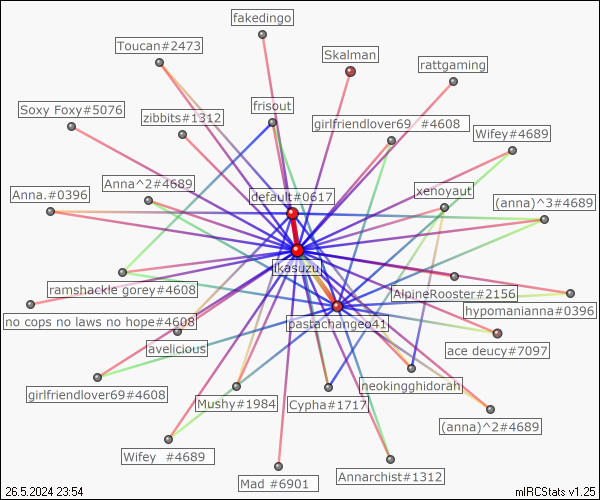 fakedingo
Toucan#2473
Skalman
rattgaming
Soxy Foxy#5076
zibbits#1312
frisout
girlfriendlover69 #4608
Wifey#4689
Anna.#0396
Anna^2#4689
default#0617
xenoyaut
(anna)^3#4689
ikasuzu
ramshackle gorey#4608
AlpineRooster#2156
hypomanianna#0396
no cops no laws no hope#4608
pastachangeo41
avelicious
ace deucy#7097
girlfriendlover69#4608
Mushy#1984
Cypha#1717
neokingghidorah
(anna)^2#4689
Wifey #4689
Mad #6901
Annarchist#1312
26.5.2024 23:54
mIRCStats v1.25